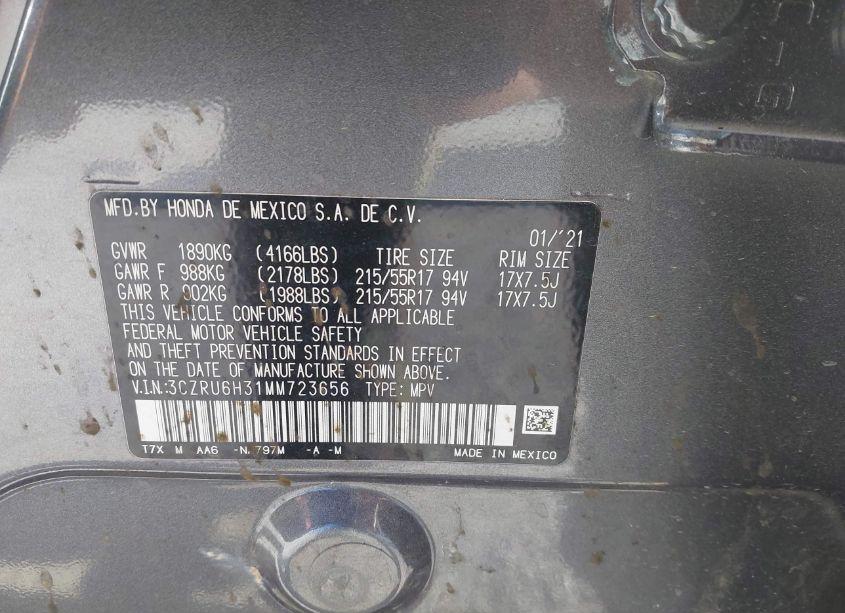 MFD.BY HONDA DE MEXICO S.A. DE C.V.
01/'21
GVWR 1890KG (4166LBS) TIRE SIZE RIM SIZE
GAWR F 988KG (2178LBS) 215/55R17 94V 17X7.5J
GAWR R 902KG (1988LBS) 215/55R17 94V 17X7.5J
THIS VEHICLE CONFORMS TO ALL APPLICABLE
FEDERAL MOTOR VEHICLE SAFETY
AND THEFT PREVENTION STANDARDS IN EFFECT
ON THE DATE OF MANUFACTURE SHOWN ABOVE.
V.I.N:3CZRU6H31MM723656 TYPE: MPV
T7X M AA6 -N 797M -A -M MADE IN MEXICO